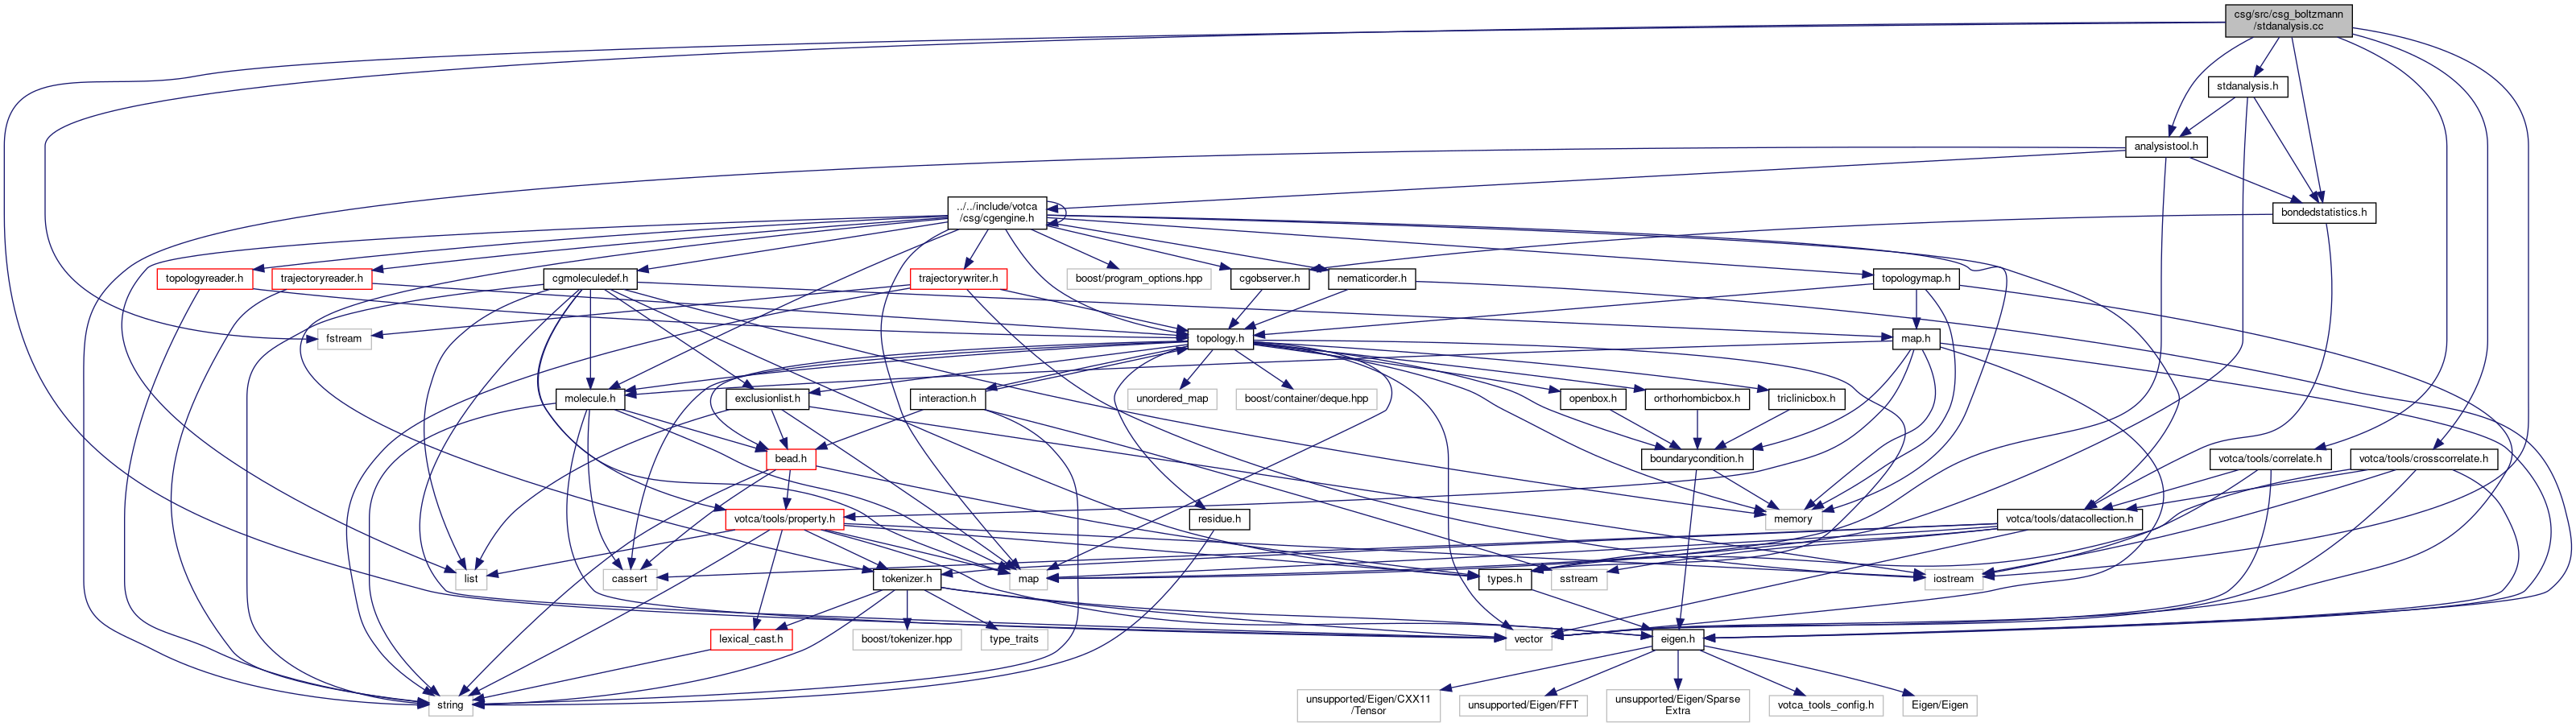 csg/src/csg_boltzmann
/stdanalysis.cc
stdanalysis.h
analysistool.h
../../include/votca
/csg/cgengine.h
bondedstatistics.h
topologyreader.h
trajectoryreader.h
cgmoleculedef.h
trajectorywriter.h
boost/program_options.hpp
cgobserver.h
nematicorder.h
topologymap.h
fstream
topology.h
map.h
molecule.h
exclusionlist.h
interaction.h
unordered_map
boost/container/deque.hpp
openbox.h
orthorhombicbox.h
triclinicbox.h
bead.h
boundarycondition.h
votca/tools/correlate.h
votca/tools/crosscorrelate.h
votca/tools/property.h
residue.h
memory
votca/tools/datacollection.h
list
cassert
tokenizer.h
map
types.h
sstream
iostream
lexical_cast.h
boost/tokenizer.hpp
type_traits
vector
eigen.h
string
unsupported/Eigen/CXX11
/Tensor
unsupported/Eigen/FFT
unsupported/Eigen/Sparse
Extra
votca_tools_config.h
Eigen/Eigen